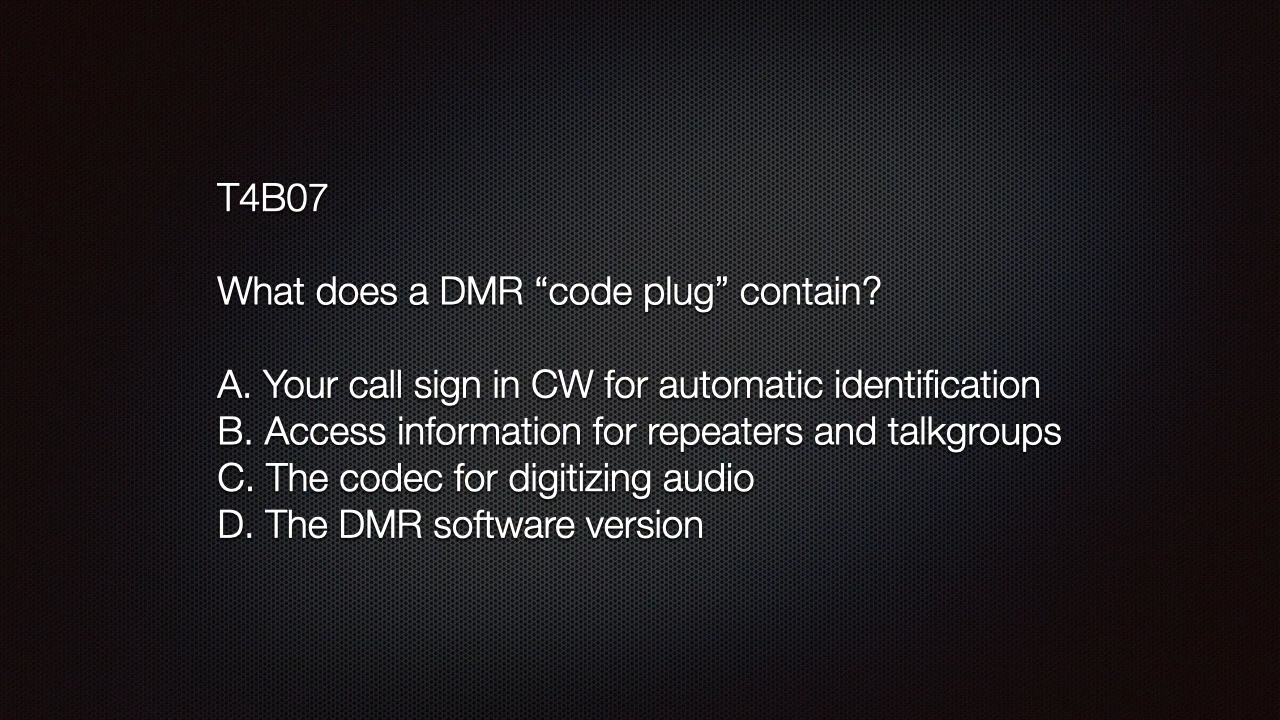 T4B07
What does a DMR “code plug” contain?
A. Your call sign in CW for automatic identification
B. Access information for repeaters and talkgroups
C. The codec for digitizing audio
D. The DMR software version